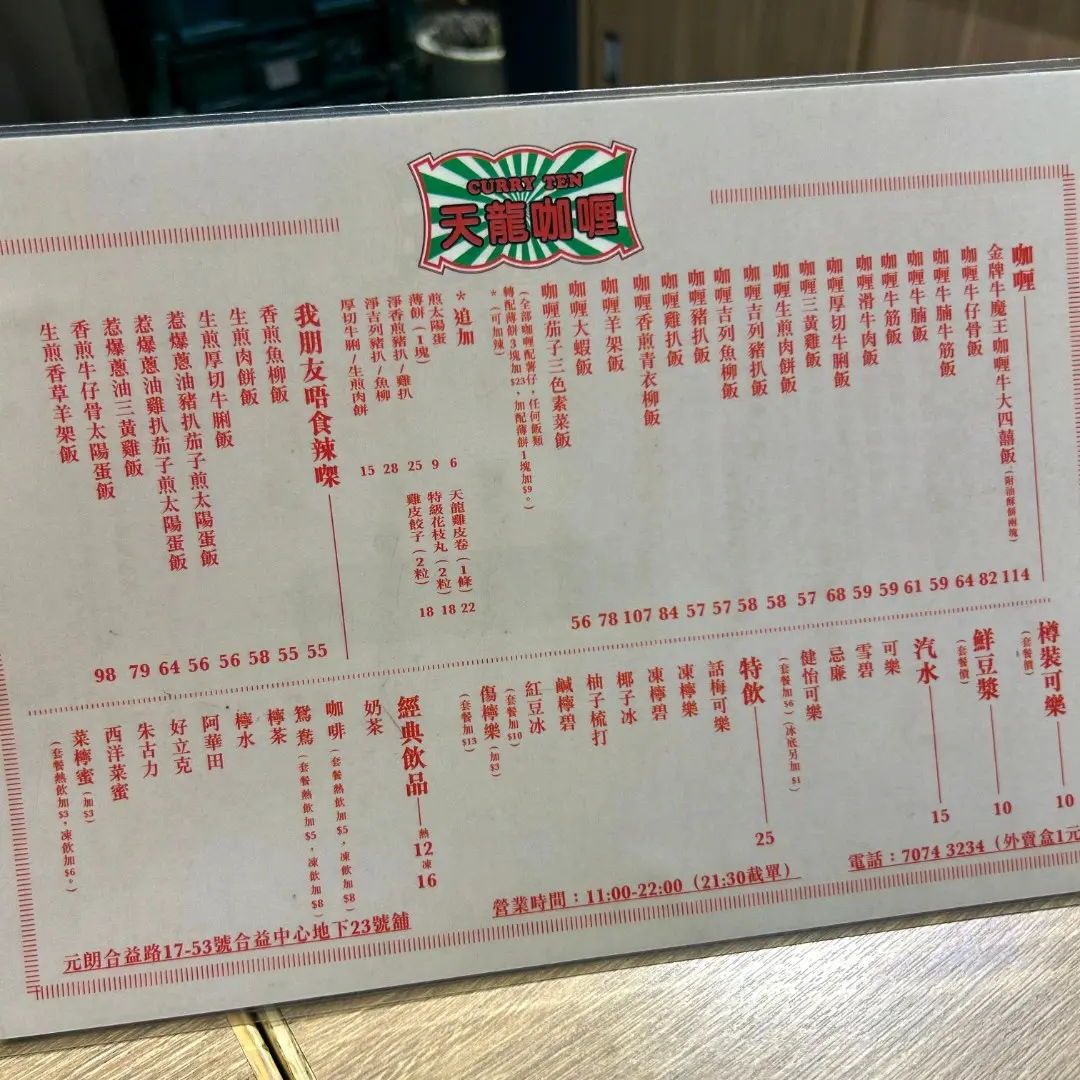 CURRY TEN
天龍咖喱
咖喱
金牌牛魔王咖喱牛大四囍飯(附油酥餅兩塊) 114
咖喱牛仔骨飯 82
咖喱牛腩牛筋飯 64
咖喱牛腩飯 59
咖喱牛筋飯 61
咖喱滑牛肉飯 59
咖喱厚切牛脷飯 59
咖喱三黃雞飯 68
咖喱生煎肉餅飯 57
咖喱吉列豬扒飯 58
咖喱吉列魚柳飯 58
咖喱豬扒飯 57
咖喱雞扒飯 57
咖喱香煎青衣柳飯 84
咖喱羊架飯 107
咖喱大蝦飯 78
咖喱茄子三色素菜飯 56
(全部咖喱配薯仔，任何飯類
轉配薄餅3塊加$23，加配薄餅1塊加$9。)
*(可加辣)
*追加
煎太陽蛋 6
薄餅(1塊) 9
淨香煎豬扒/雞扒 25
淨吉列豬扒/魚柳 28
厚切牛脷/生煎肉餅 15
天龍雞皮卷(1條) 22
特級花枝丸(2粒) 18
雞皮餃子(2粒) 18
我朋友唔食辣㗎
香煎魚柳飯 55
生煎肉餅飯 55
生煎厚切牛脷飯 58
惹爆蔥油豬扒茄子煎太陽蛋飯 56
惹爆蔥油雞扒茄子煎太陽蛋飯 56
惹爆蔥油三黃雞飯 64
香煎牛仔骨太陽蛋飯 79
生煎香草羊架飯 98
樽裝可樂 10
(套餐價)
鮮豆漿 10
(套餐價)
汽水 15
可樂
雪碧
忌廉
健怡可樂
(套餐加$6)(冰底另加$1)
特飲 25
話梅可樂
凍檸樂
凍檸碧
椰子冰
柚子梳打
鹹檸碧
紅豆冰
(套餐加$10)
傷檸樂(加$3)
(套餐加$13)
經典飲品 熱12 凍16
奶茶
咖啡(套餐熱飲加$5，凍飲加$8)
鴛鴦(套餐熱飲加$5，凍飲加$8)
檸茶
檸水
阿華田
好立克
朱古力
西洋菜蜜
菜檸蜜(加$3)
(套餐熱飲加$3，凍飲加$6。)
元朗合益路17-53號合益中心地下23號舖
營業時間：11:00-22:00（21:30截單）
電話：7074 3234（外賣盒1元